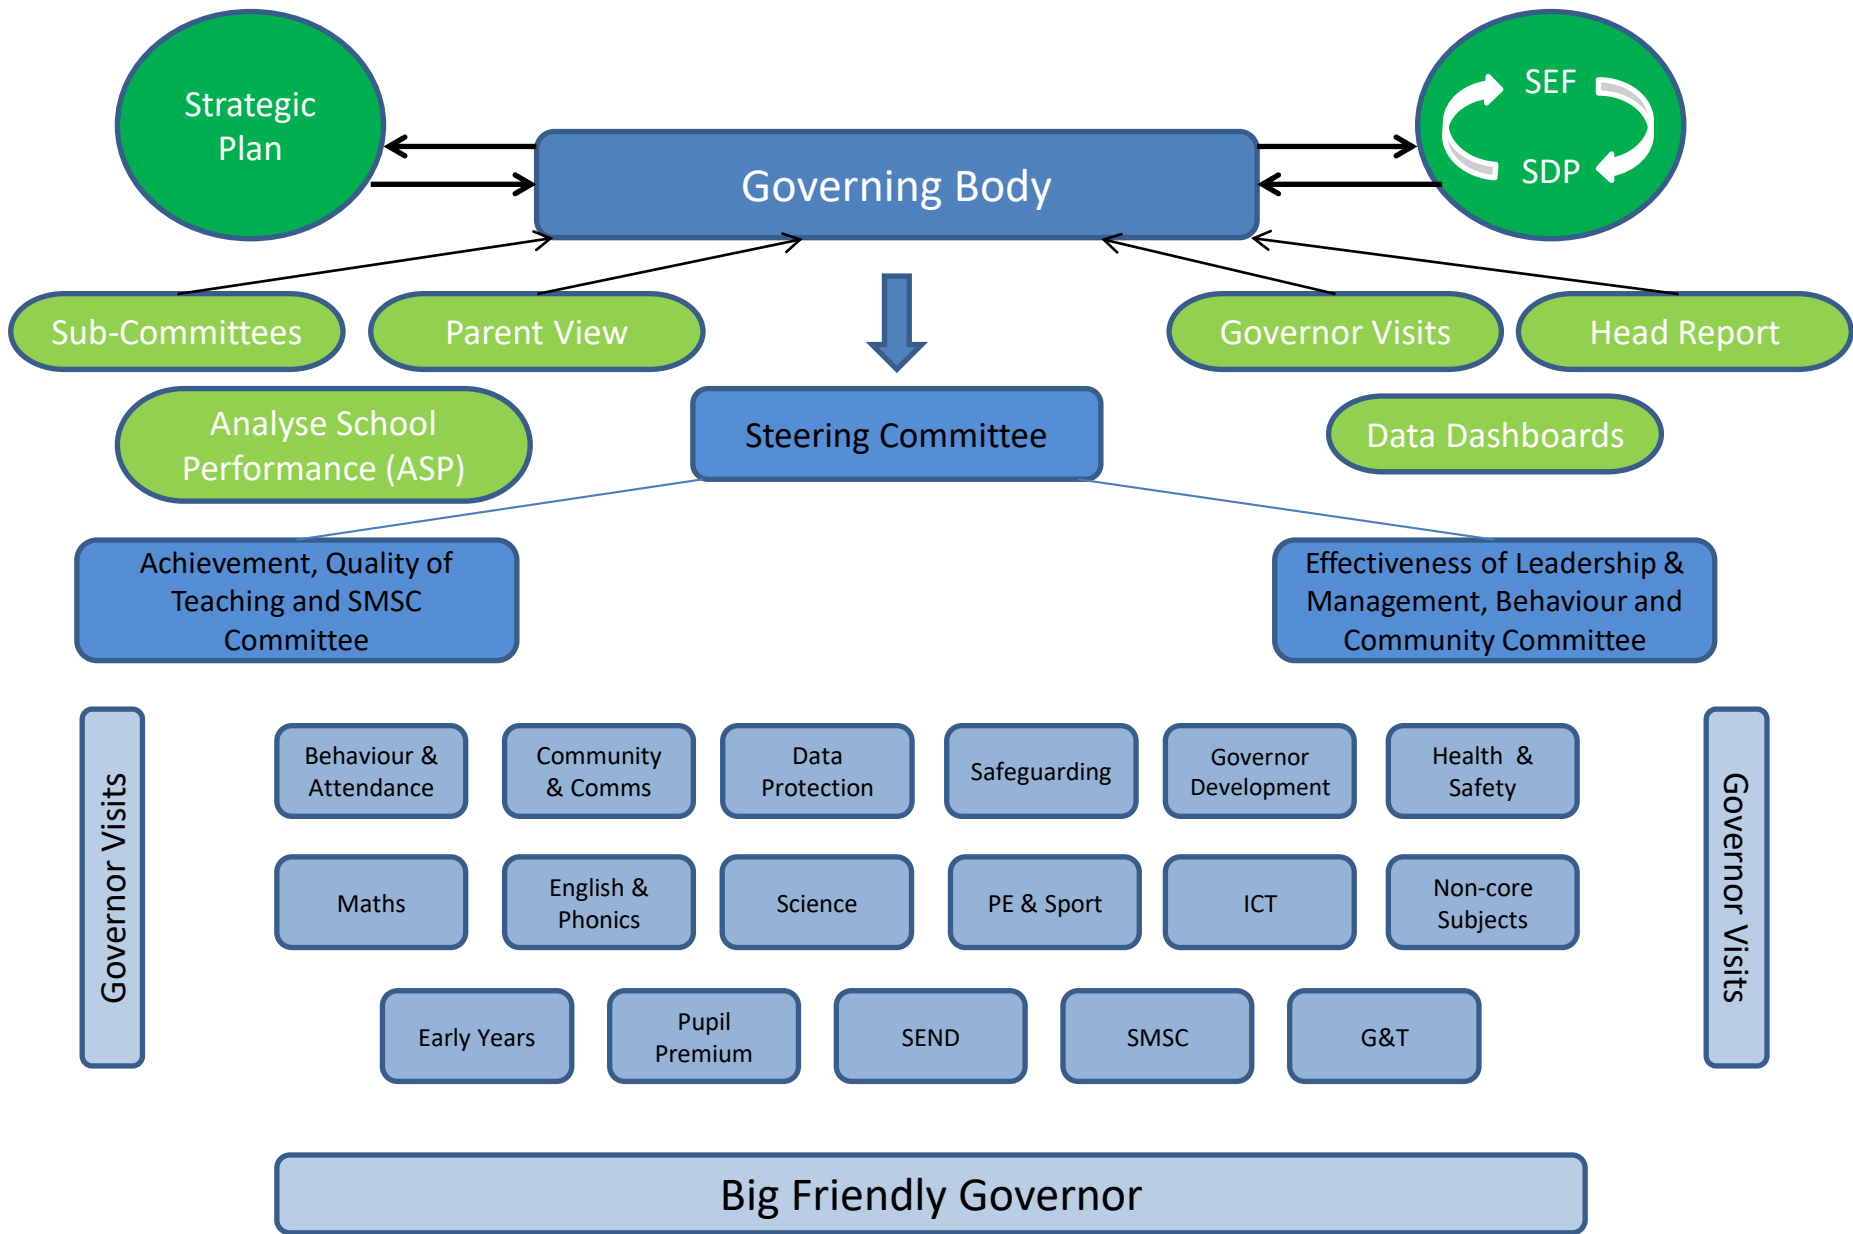 Strategic
Plan
SEF
SDP
Governing Body
Sub-Committees
Parent View
Governor Visits
Head Report
Analyse School
Performance (ASP)
Steering Committee
Data Dashboards
Achievement, Quality of
Teaching and SMSC
Committee
Effectiveness of Leadership &
Management, Behaviour and
Community Committee
Governor Visits
Behaviour &
Attendance
Community
& Comms
Data
Protection
Safeguarding
Governor
Development
Health &
Safety
Maths
English &
Phonics
Science
PE & Sport
ICT
Non-core
Subjects
Early Years
Pupil
Premium
SEND
SMSC
G&T
Governor Visits
Big Friendly Governor